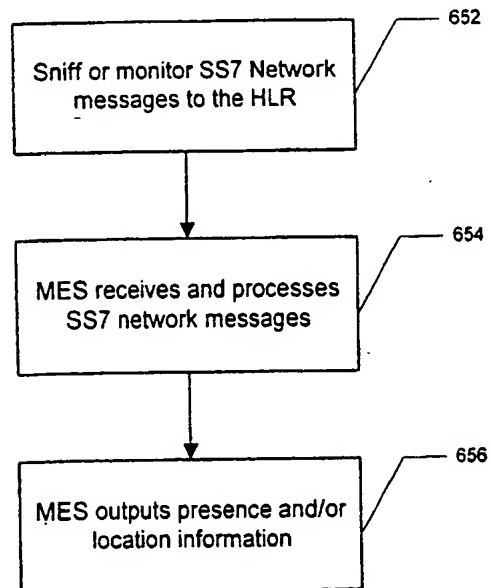 652
Sniff or monitor SS7 Network
messages to the HLR
654
MES receives and processes
SS7 network messages
656
MES outputs presence and/or
location information